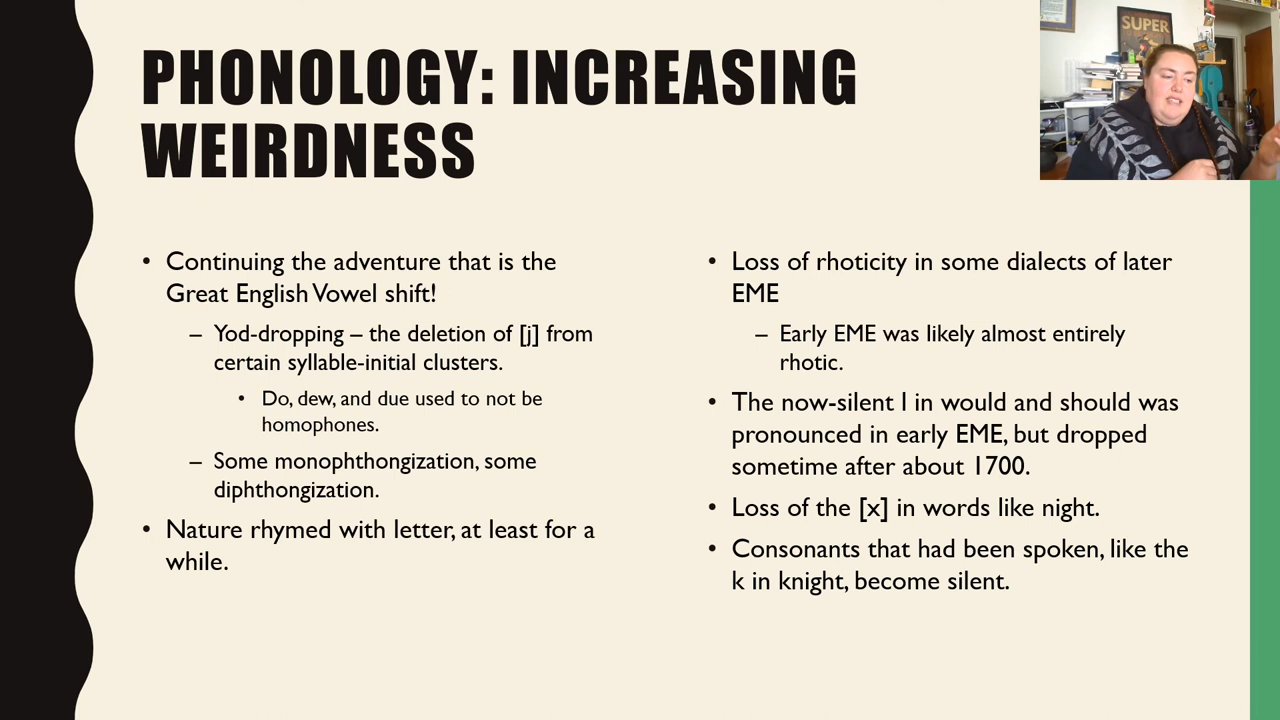 PHONOLOGY: INCREASING
WEIRDNESS
SUPER
• Continuing the adventure that is the
Great English Vowel shift!
– Yod-dropping – the deletion of [j] from
certain syllable-initial clusters.
• Do, dew, and due used to not be
homophones.
– Some monophthongization, some
diphthongization.
• Nature rhymed with letter, at least for a
while.
• Loss of rhoticity in some dialects of later
EME
– Early EME was likely almost entirely
rhotic.
• The now-silent l in would and should was
pronounced in early EME, but dropped
sometime after about 1700.
• Loss of the [x] in words like night.
• Consonants that had been spoken, like the
k in knight, become silent.